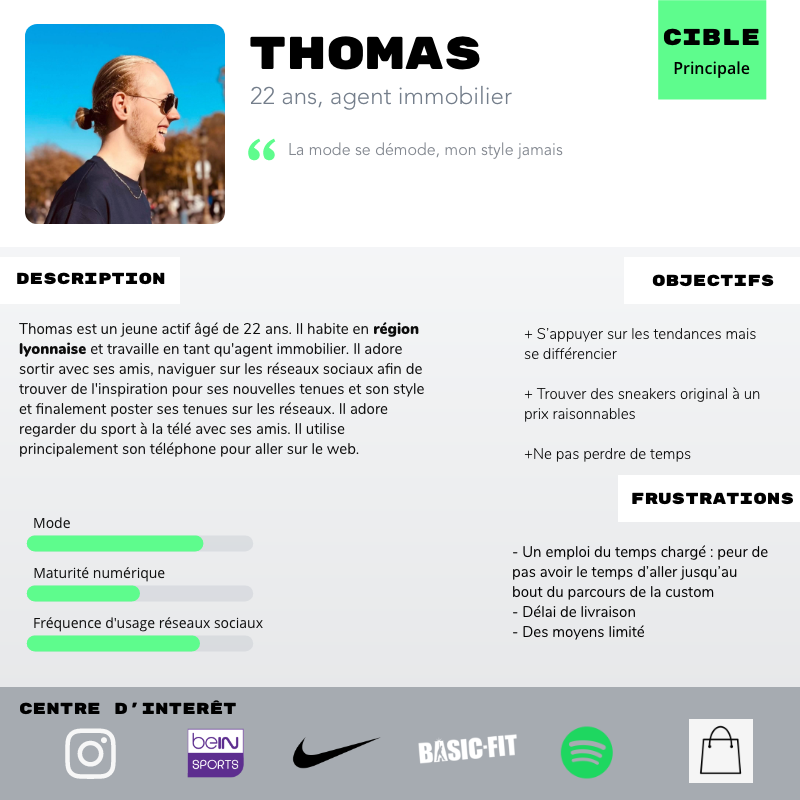 THOMAS
22 ans, agent immobilier
“ La mode se démode, mon style jamais
CIBLE
Principale
DESCRIPTION
Thomas est un jeune actif âgé de 22 ans. Il habite en région
lyonnaise et travaille en tant qu'agent immobilier. Il adore
sortir avec ses amis, naviguer sur les réseaux sociaux afin de
trouver de l'inspiration pour ses nouvelles tenues et son style
et finalement poster ses tenues sur les réseaux. Il adore
regarder du sport à la télé avec ses amis. Il utilise
principalement son téléphone pour aller sur le web.
Mode
Maturité numérique
Fréquence d'usage réseaux sociaux
OBJECTIFS
+ S’appuyer sur les tendances mais
se différencier
+ Trouver des sneakers original à un
prix raisonnables
+Ne pas perdre de temps
FRUSTRATIONS
- Un emploi du temps chargé : peur de
pas avoir le temps d’aller jusqu’au
bout du parcours de la custom
- Délai de livraison
- Des moyens limité
CENTRE D’INTERÊT
beIN
SPORTS
BASIC-FIT